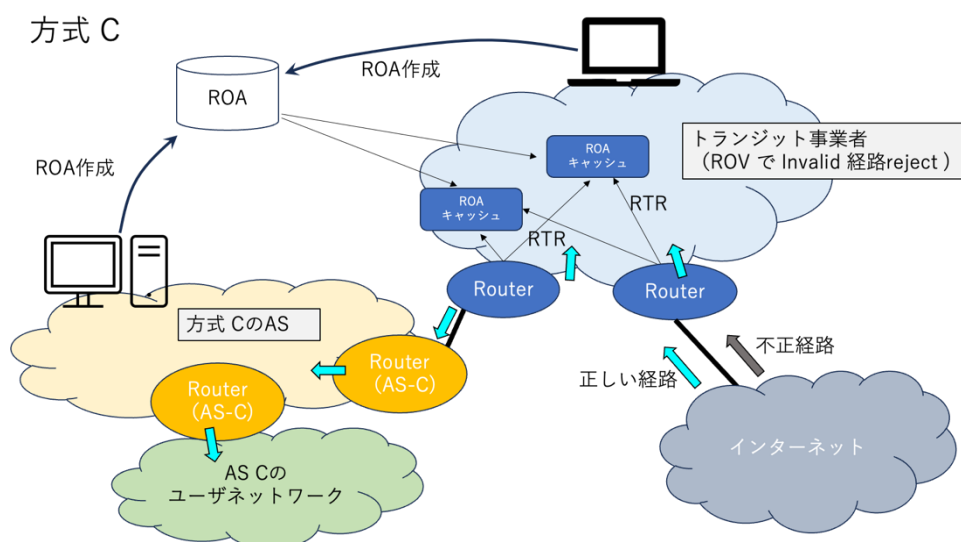 方式 C
ROA作成
ROA
ROA作成
トランジット事業者
（ROV で Invalid 経路reject ）
ROA
キャッシュ
ROA
キャッシュ
RTR
RTR
Router
Router
方式 CのAS
Router
（AS-C）
Router
（AS-C）
不正経路
正しい経路
インターネット
AS Cの
ユーザネットワーク